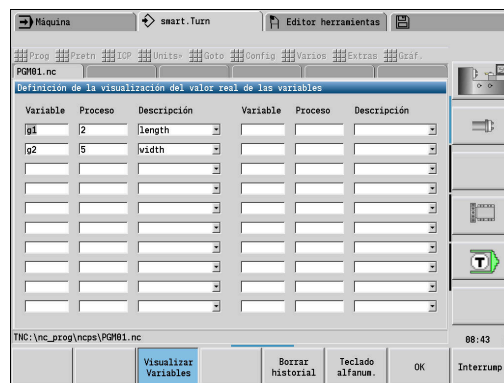 Máquina smart.Turn Editor herramientas
Prog Pretn ICP Units+ Goto Config Varios Extras Gráf.
PGM01.nc
Definición de la visualización del valor real de las variables
Variable Proceso Descripción Variable Proceso Descripción
g1 2 length
g2 5 width
T
TNC:\nc_prog\ncps\PGM01.nc
08:43
Visualizar Variables Borrar historial Teclado alfanum. OK Interrump